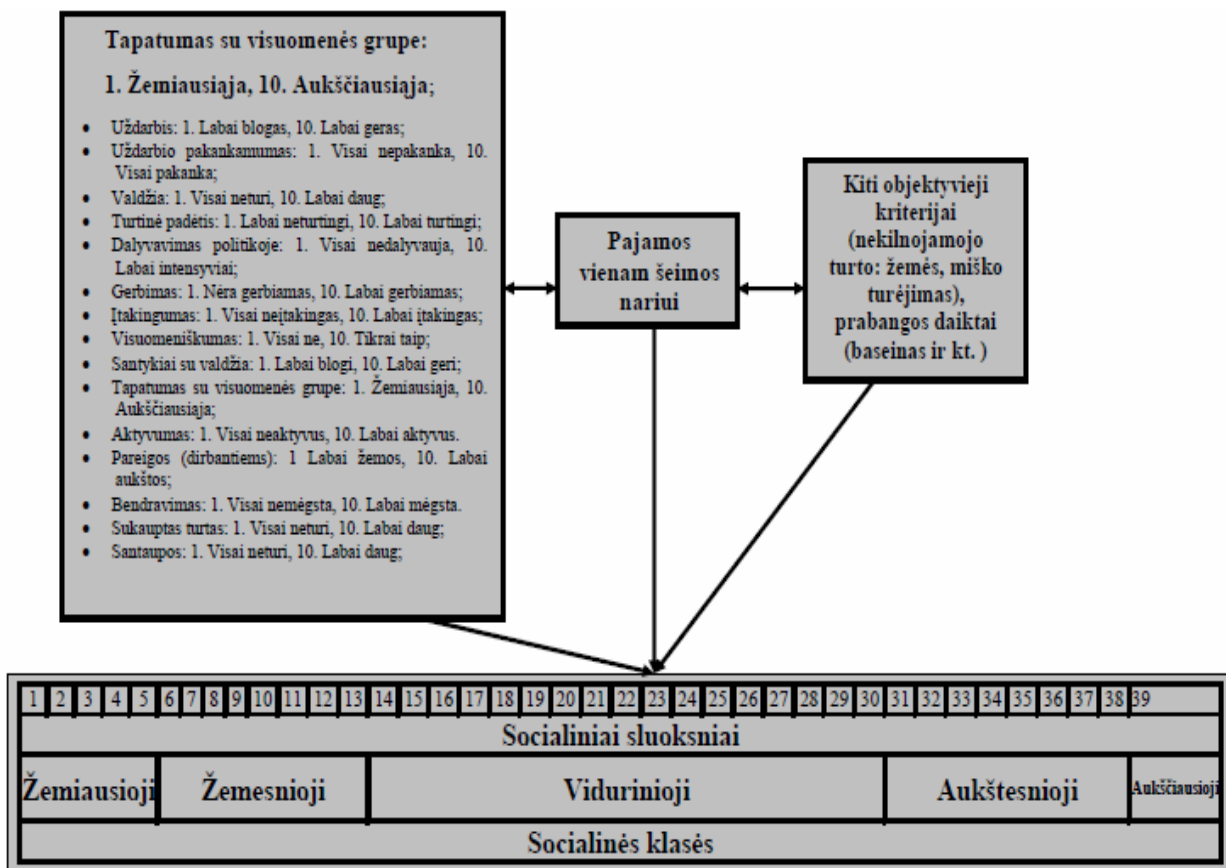 Tapatumas su visuomenės grupe:
1. Žemiausiąja, 10. Aukščiausiąja;
• Uždarbis: 1. Labai blogas, 10. Labai geras;
• Uždarbio pakankamumas: 1. Visai nepakanka, 10.
Visai pakanka;
• Valdžia: 1. Visai neturi, 10. Labai daug;
• Turtinė padėtis: 1. Labai neturtingi, 10. Labai turtingi;
• Dalyvavimas politikoje: 1. Visai nedalyvauja, 10.
Labai intensyviai;
• Gerbimas: 1. Nėra gerbiamas, 10. Labai gerbiamas;
• Įtakingumas: 1. Visai neįtakingas, 10. Labai įtakingas;
• Visuomeniškumas: 1. Visai ne, 10. Tikrai taip;
• Santykiai su valdžia: 1. Labai blogi, 10. Labai geri;
• Tapatumas su visuomenės grupe: 1. Žemiausiąja, 10.
Aukščiausiąja;
• Aktyvumas: 1. Visai neaktyvus, 10. Labai aktyvus.
• Pareigos (dirbantiems): 1 Labai žemos, 10. Labai
aukštos;
• Bendravimas: 1. Visai nemėgsta, 10. Labai mėgsta.
• Sukauptas turtas: 1. Visai neturi, 10. Labai daug;
• Santaupos: 1. Visai neturi, 10. Labai daug;
Pajamos
vienam šeimos
nariui
Kiti objektyvieji
kriterijai
(nekilnojamojo
turto: žemės, miško
turėjimas),
prabangos daiktai
(baseinas ir kt. )
1 2 3 4 5 6 7 8 9 10 11 12 13 14 15 16 17 18 19 20 21 22 23 24 25 26 27 28 29 30 31 32 33 34 35 36 37 38 39
Socialiniai sluoksniai
Žemiausioji Žemesnioji Vidurinioji Aukštesnioji Aukščiausioji
Socialinės klasės